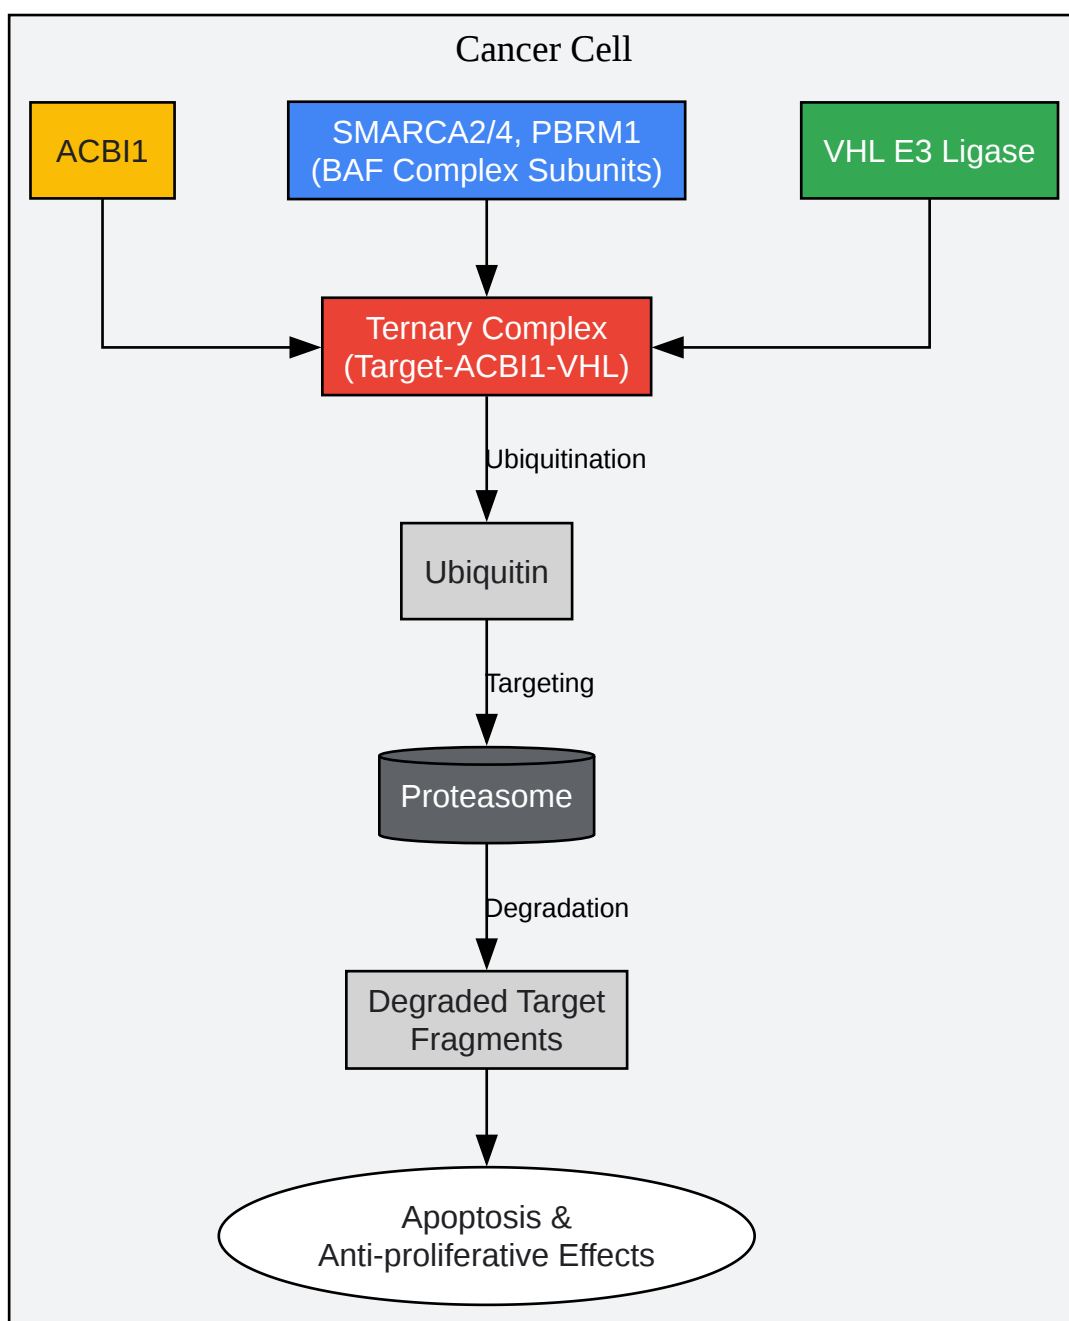 Cancer Cell
ACBI1
SMARCA2/4, PBRM1
(BAF Complex Subunits)
VHL E3 Ligase
Ternary Complex
(Target-ACBI1-VHL)
Ubiquitination
Ubiquitin
Targeting
Proteasome
Degradation
Degraded Target
Fragments
Apoptosis &
Anti-proliferative Effects